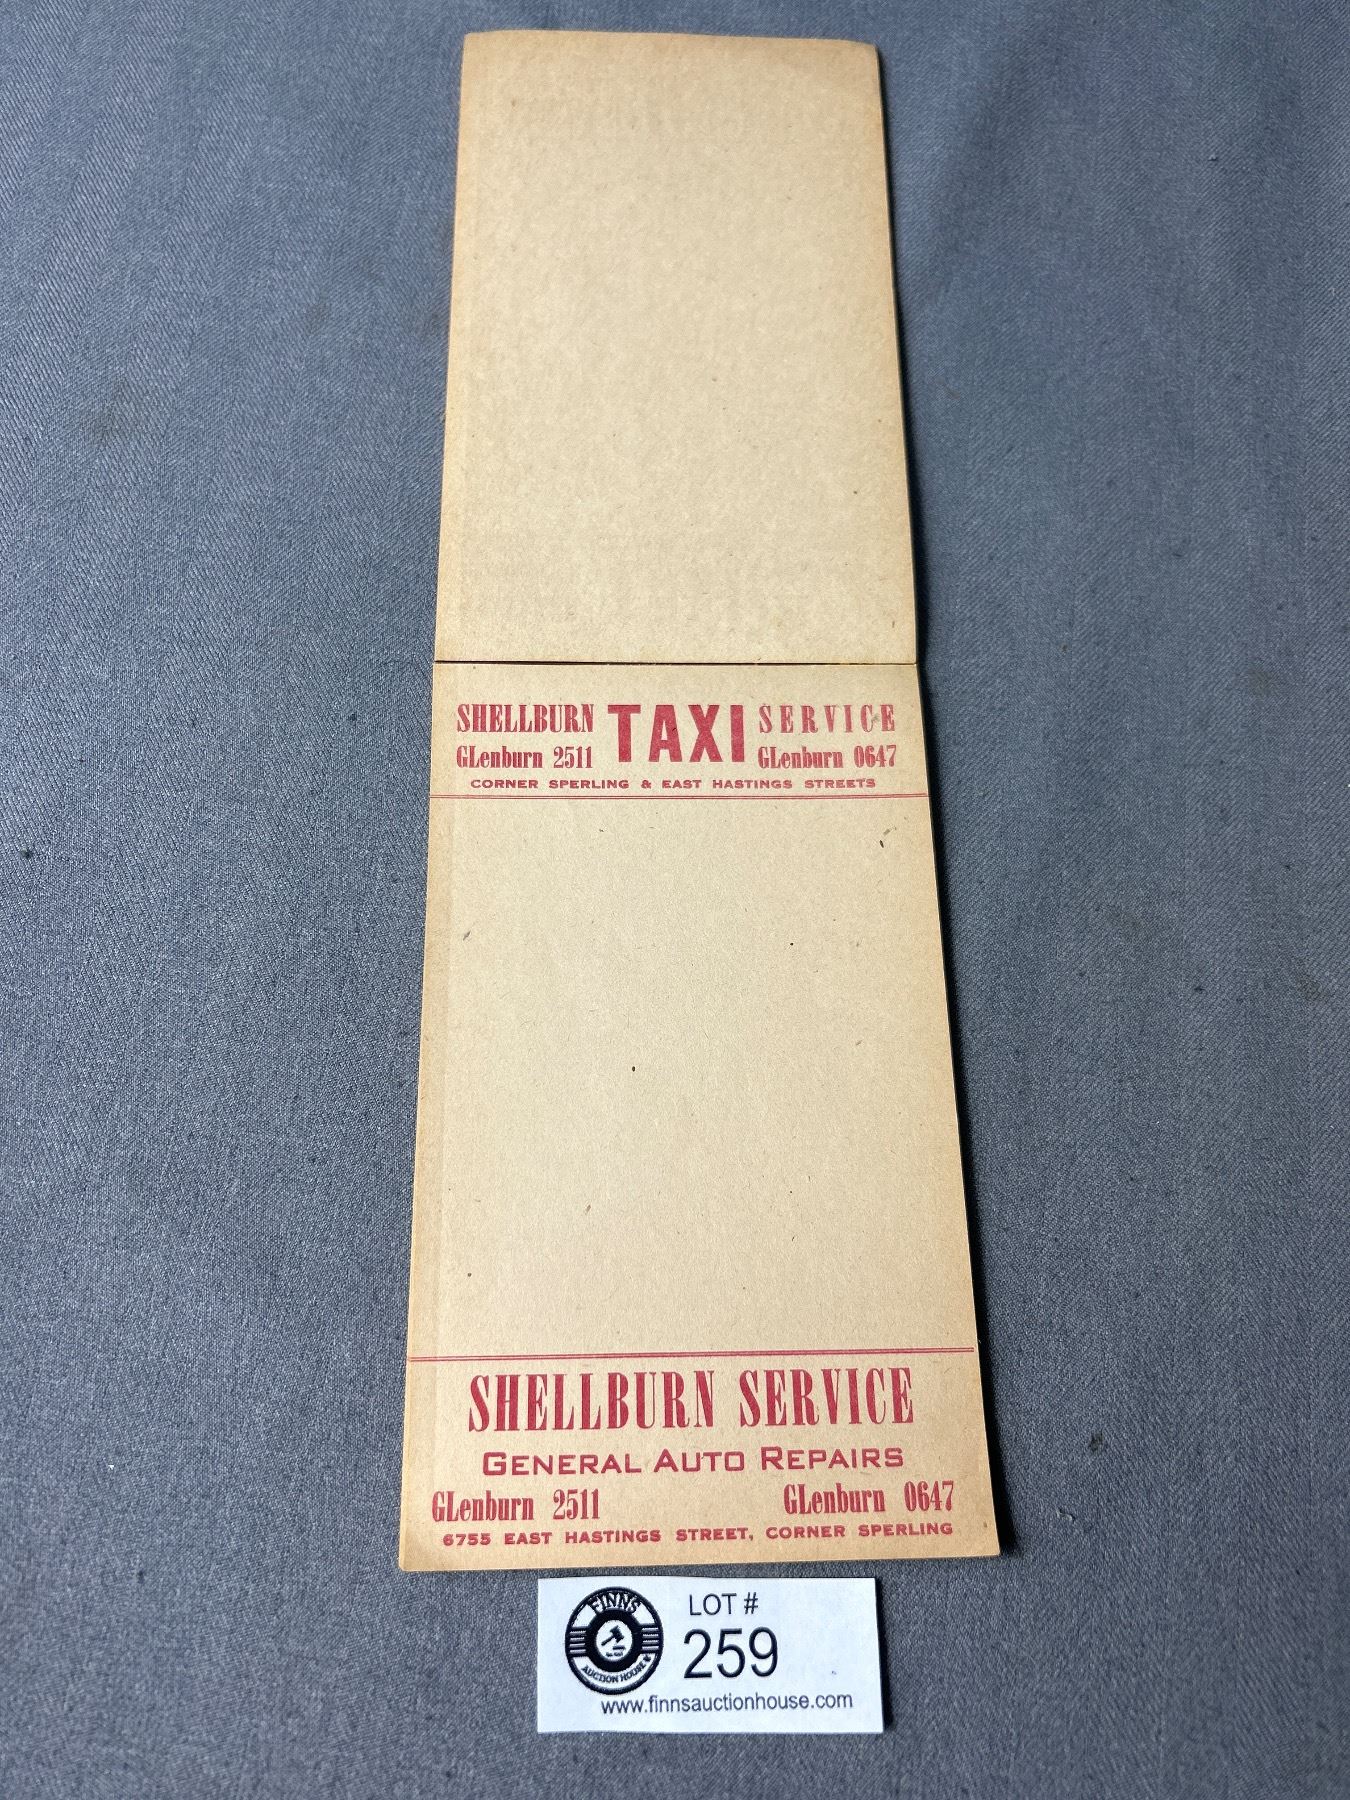 SHELLBURN TAXI SERVICE
GLenburn 2511 GLenburn 0647
CORNER SPERLING & EAST HASTINGS STREETS
SHELLBURN SERVICE
GENERAL AUTO REPAIRS
GLenburn 2511 GLenburn 0647
6755 EAST HASTINGS STREET, CORNER SPERLING
FINNS
AUCTION HOUSE
LOT #
259
www.finnsauctionhouse.com